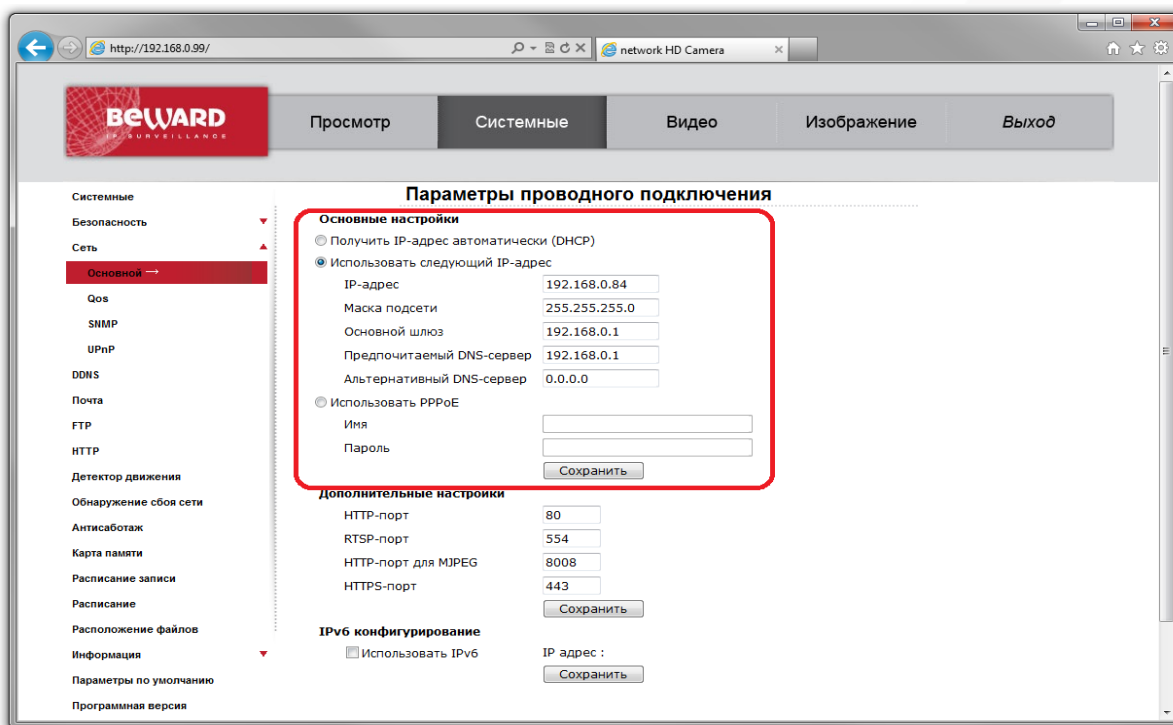 http://192.168.0.99/
network HD Camera
BEWARD
IP SURVEILLANCE
Просмотр
Системные
Видео
Изображение
Выход
Системные
Безопасность
Сеть
Основной →
Qos
SNMP
UPnP
DDNS
Почта
FTP
HTTP
Детектор движения
Обнаружение сбоя сети
Антисаботаж
Карта памяти
Расписание записи
Расписание
Расположение файлов
Информация
Параметры по умолчанию
Программная версия
Параметры проводного подключения
Основные настройки
Получить IP-адрес автоматически (DHCP)
Использовать следующий IP-адрес
IP-адрес 192.168.0.84
Маска подсети 255.255.255.0
Основной шлюз 192.168.0.1
Предпочитаемый DNS-сервер 192.168.0.1
Альтернативный DNS-сервер 0.0.0.0
Использовать PPPoE
Имя
Пароль
Сохранить
Дополнительные настройки
HTTP-порт 80
RTSP-порт 554
HTTP-порт для MJPEG 8008
HTTPS-порт 443
Сохранить
IPv6 конфигурирование
Использовать IPv6 IP адрес :
Сохранить